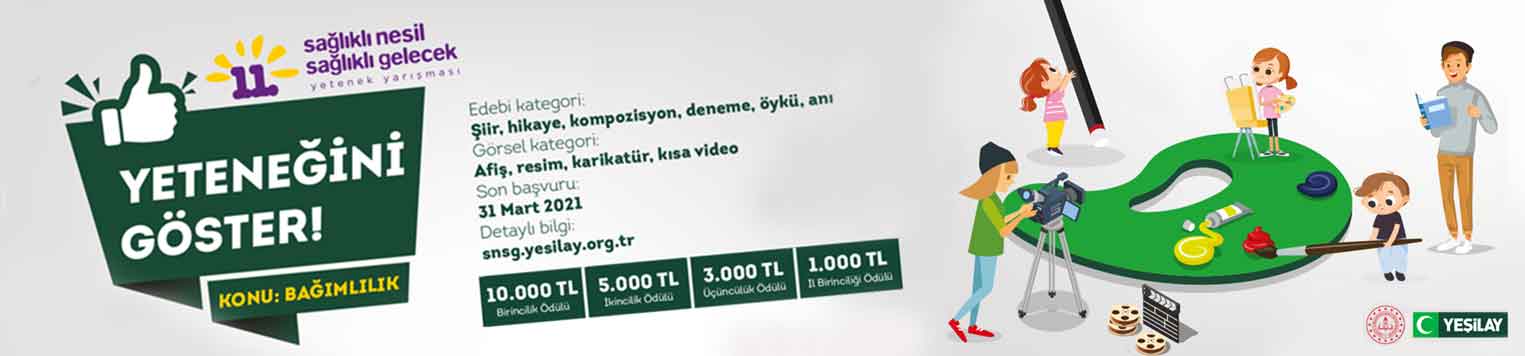 11.
sağlıklı nesil
sağlıklı gelecek
yetenek yarışması
YETENEĞİNİ
GÖSTER!
KONU: BAĞIMLILIK
Edebi kategori:
Şiir, hikaye, kompozisyon, deneme, öykü, anı
Görsel kategori:
Afiş, resim, karikatür, kısa video
Son başvuru:
31 Mart 2021
Detaylı bilgi:
snsg.yesilay.org.tr
10.000 TL
Birincilik Ödülü
5.000 TL
İkincilik Ödülü
3.000 TL
Üçüncülük Ödülü
1.000 TL
İl Birinciliği Ödülü
YEŞİLAY